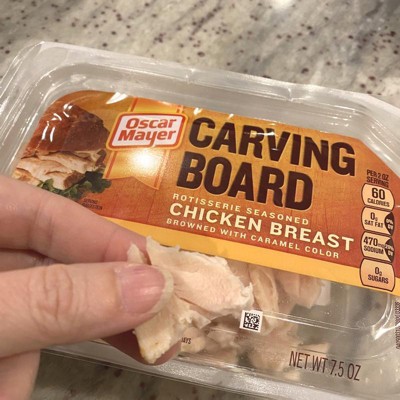 Oscar
Mayer
CARVING
BOARD
ROTISSERIE SEASONED
CHICKEN BREAST
BROWNED WITH CARAMEL COLOR
PER 2 OZ
SERVING
60
CALORIES
0g
SAT FAT
470mg
SODIUM
0g
SUGARS
NET WT 7.5 OZ